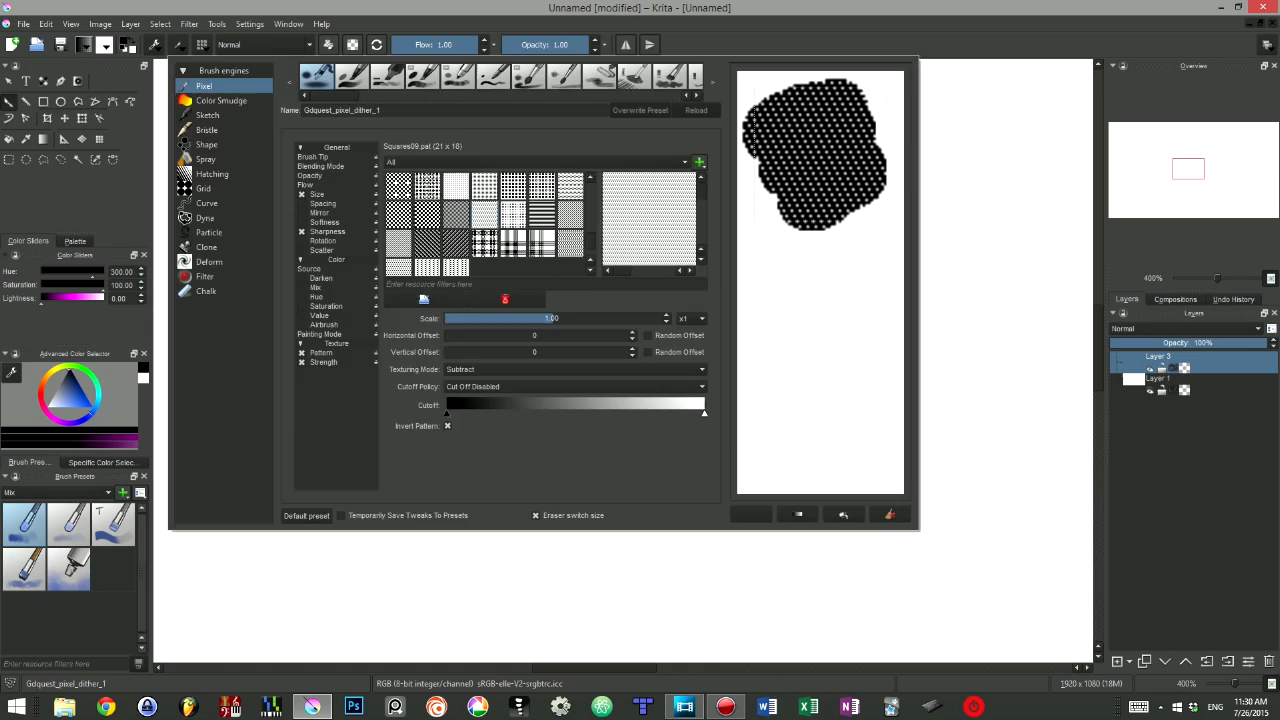 Unnamed [modified] – Krita - [Unnamed]
File Edit View Image Layer Select Filter Tools Settings Window Help
Normal
Flow: 1.00
Opacity: 1.00
Brush engines
Pixel
Color Smudge
Sketch
Bristle
Shape
Spray
Hatching
Grid
Curve
Dyna
Particle
Clone
Deform
Filter
Chalk
Name: Gdquest_pixel_dither_1
Overwrite Preset
Reload
General
Brush Tip
Blending Mode
Opacity
Flow
Size
Spacing
Mirror
Softness
Sharpness
Rotation
Scatter
Color
Source
Darken
Mix
Hue
Saturation
Value
Airbrush
Painting Mode
Texture
Pattern
Strength
Squares09.pat (21 x 18)
All
Enter resource filters here
Scale: 1.00 x1
Horizontal Offset: 0 Random Offset
Vertical Offset: 0 Random Offset
Texturing Mode: Subtract
Cutoff Policy: Cut Off Disabled
Cutoff:
Invert Pattern:
Default preset
Temporarily Save Tweaks To Presets
Eraser switch size
Color Sliders Palette
Color Sliders
Hue: 300.00
Saturation: 100.00
Lightness: 0.00
Advanced Color Selector
Brush Pres... Specific Color Selec...
Brush Presets
Mix
T
Enter resource filters here
Overview
400%
Layers Compositions Undo History
Layers
Normal
Opacity: 100%
Layer 3
Layer 1
Gdquest_pixel_dither_1
RGB (8-bit integer/channel) sRGB-elle-V2-srgbtrc.icc
1920 x 1080 (18M)
400%
11:30 AM
7/26/2015